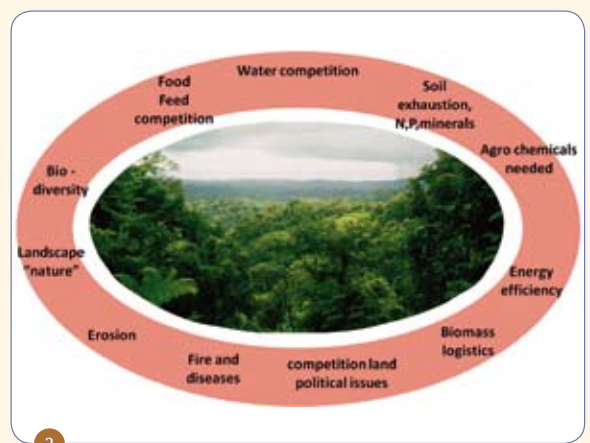 Water competition
Soil
exhaustion,
N,P,minerals
Agro chemicals
needed
Energy
efficiency
Biomass
logistics
competition land
political issues
Fire and
diseases
Erosion
Landscape
"nature"
Bio -
diversity
Food
Feed
competition